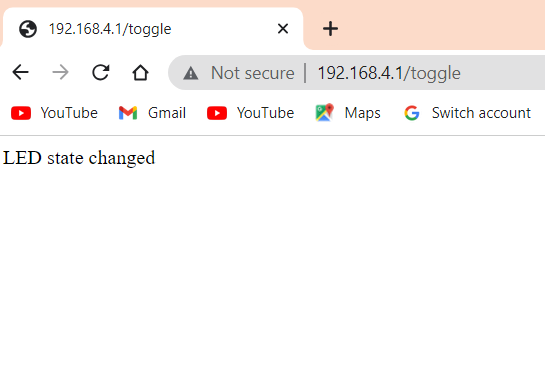 192.168.4.1/toggle
Not secure | 192.168.4.1/toggle
YouTube Gmail YouTube Maps Switch account
LED state changed